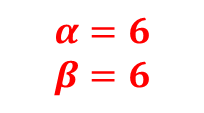 α = 6
β = 6